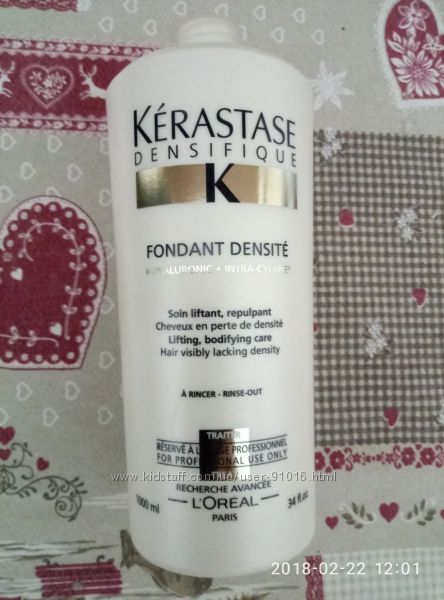 KÉRASTASE
DENSIFIQUE
K
FONDANT DENSITÉ
Soin liftant, repulpant
Cheveux en perte de densité
Lifting, bodifying care
Hair visibly lacking density
À RINCER - RINSE-OUT
TRAITER
RÉSERVÉ À L'USAGE PROFESSIONNEL
FOR PROFESSIONAL USE ONLY
www.kidstaff.com.ua/user-91016.html
RECHERCHE AVANCÉE
1000 ml L'ORÉAL 34 fl.oz
PARIS
2018-02-22 12:01